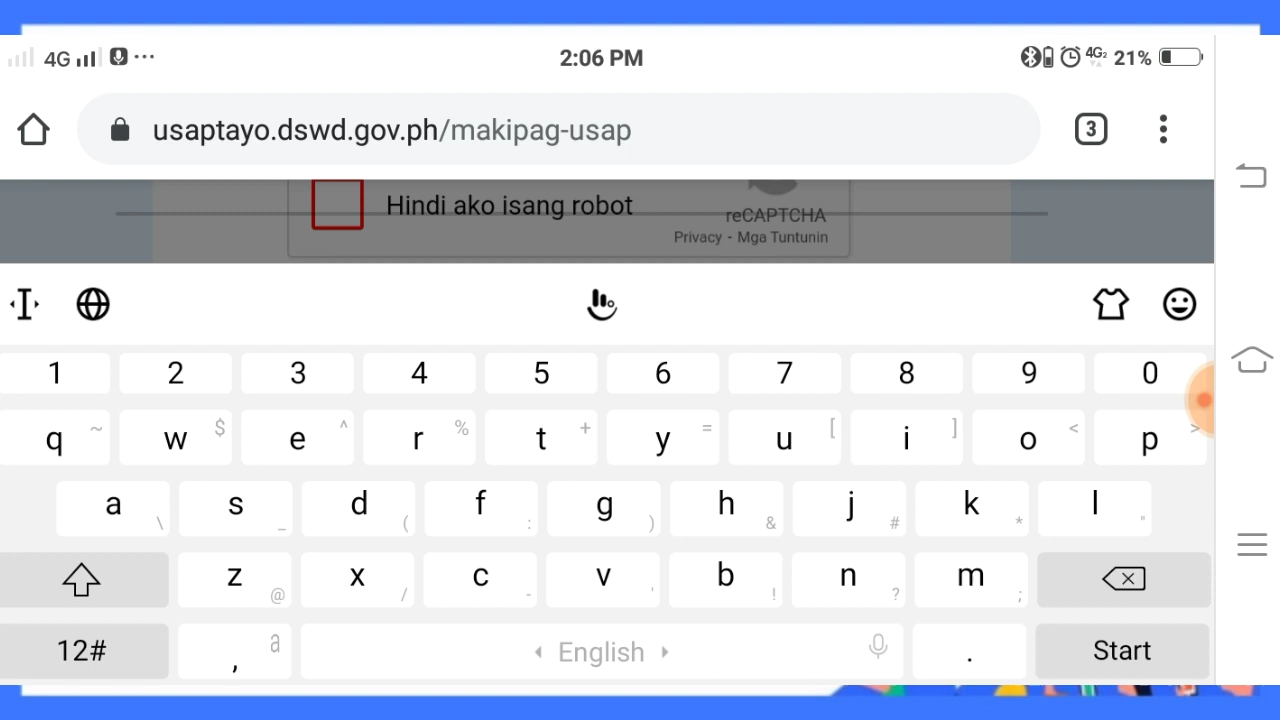 4G 2:06 PM 4G2 21%
usaptayo.dswd.gov.ph/makipag-usap 3
Hindi ako isang robot
reCAPTCHA
Privacy - Mga Tuntunin
1 2 3 4 5 6 7 8 9 0
q ~ w $ e ^ r % t + y = u [ i ] o < p >
a \ s _ d ( f : g ) h & j # k * l "
z @ x / c - v ' b ! n ? m ;
12# , a English . Start